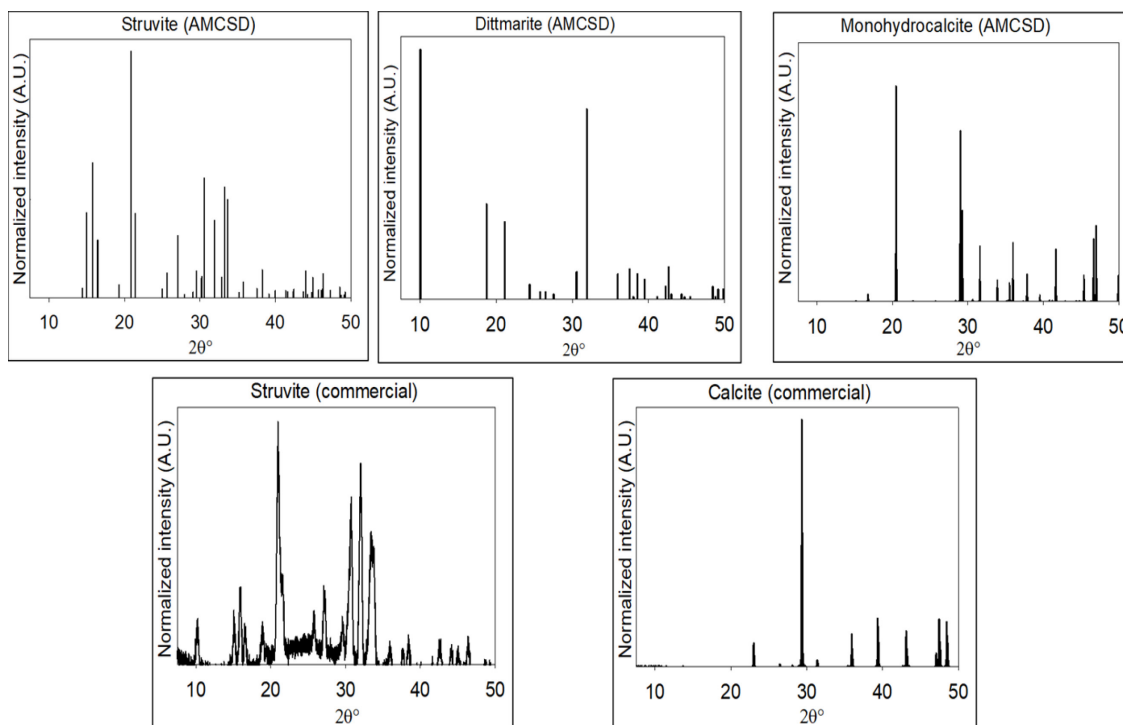 Struvite (AMCSD)
Normalized intensity (A.U.)
10 20 30 40 50
2θ°
Dittmarite (AMCSD)
Normalized intensity (A.U.)
10 20 30 40 50
2θ°
Monohydrocalcite (AMCSD)
Normalized intensity (A.U.)
10 20 30 40 50
2θ°
Struvite (commercial)
Normalized intensity (A.U.)
10 20 30 40 50
2θ°
Calcite (commercial)
Normalized intensity (A.U.)
10 20 30 40 50
2θ°